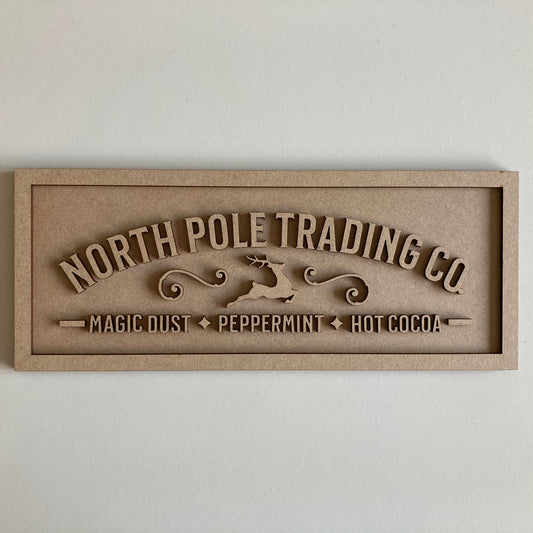 NORTH POLE TRADING CO.
MAGIC DUST ✦ PEPPERMINT ✦ HOT COCOA